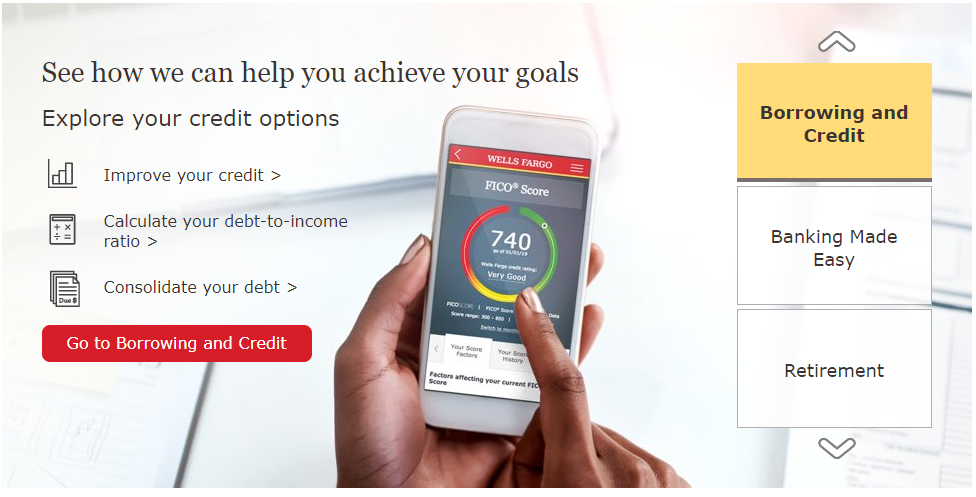 See how we can help you achieve your goals
Explore your credit options
Improve your credit >
Calculate your debt-to-income
ratio >
Consolidate your debt >
Due $
Go to Borrowing and Credit
WELLS FARGO
FICO® Score
740
as of 01/01/19
Wells Fargo credit rating:
Very Good
FICO SCORE | FICO® Score Data
Score range: 300 – 850 |
Switch to month
Your Score
Factors
Your Score
History
Factors affecting your current FICO
Score
Borrowing and
Credit
Banking Made
Easy
Retirement